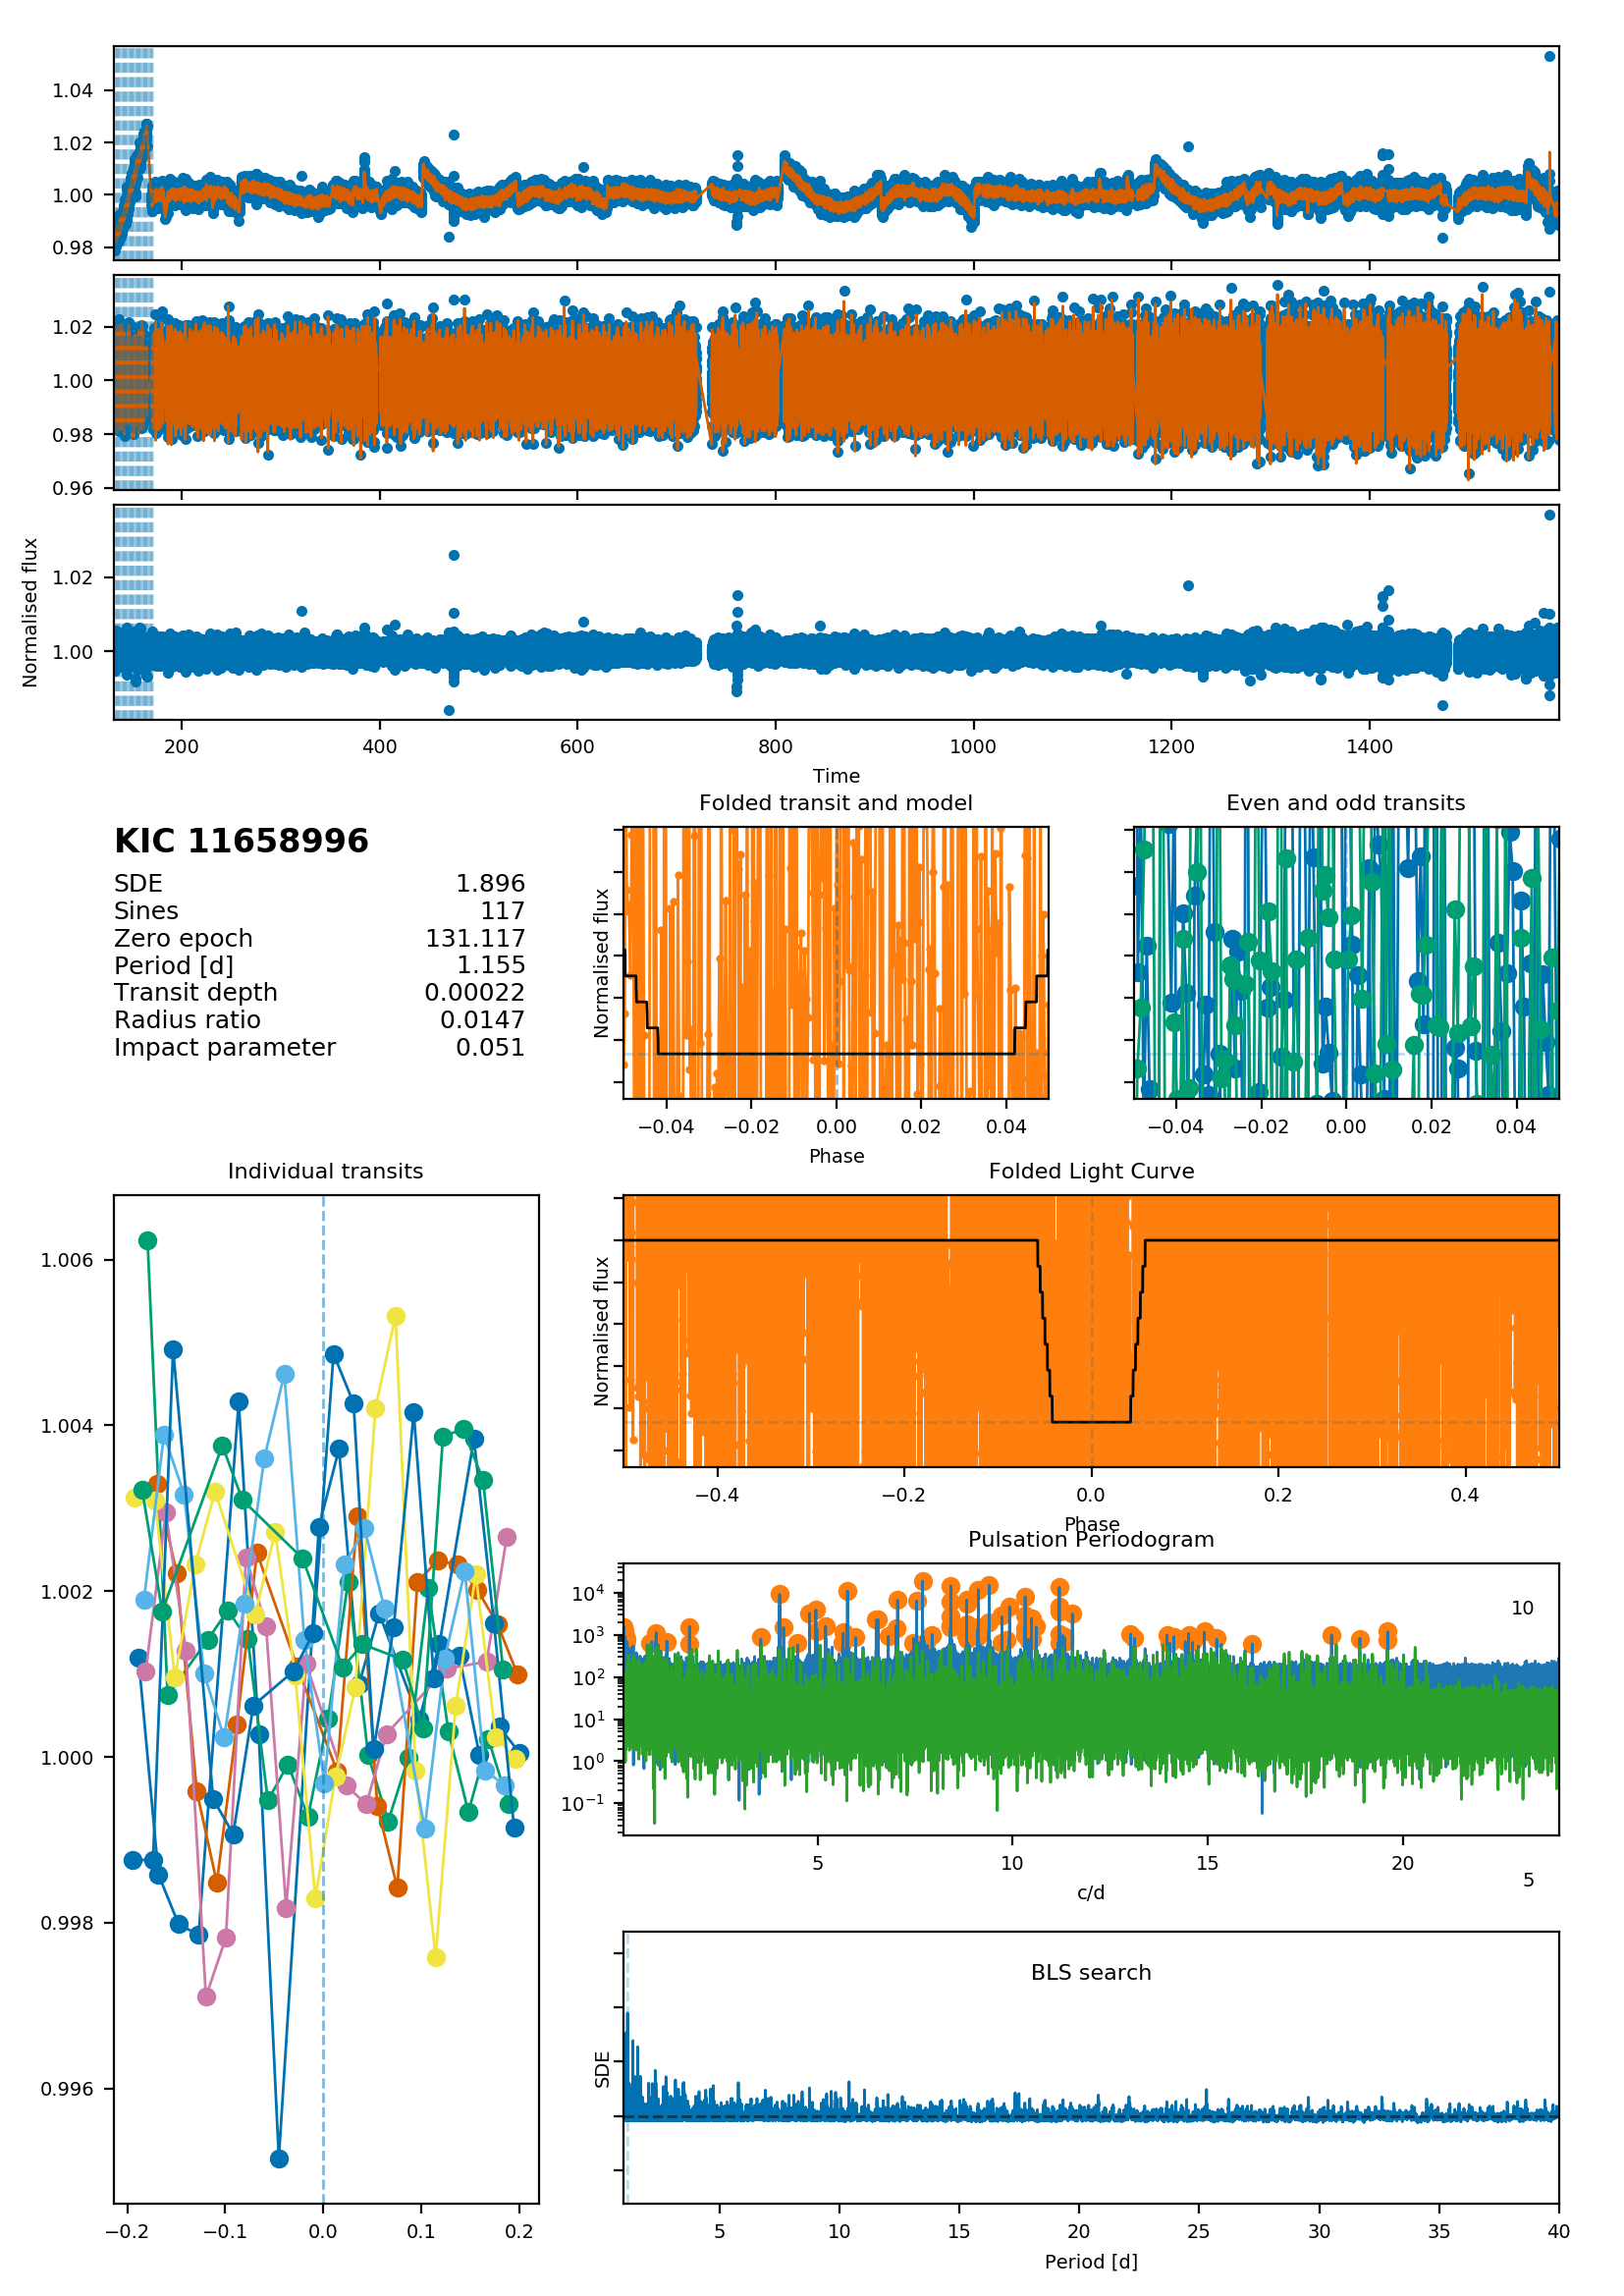 1.04
1.02
1.00
0.98
1.02
1.00
0.98
0.96
1.02
1.00
Normalised flux
200 400 600 800 1000 1200 1400
Time
KIC 11658996
SDE 1.896
Sines 117
Zero epoch 131.117
Period [d] 1.155
Transit depth 0.00022
Radius ratio 0.0147
Impact parameter 0.051
Folded transit and model
Normalised flux
−0.04 −0.02 0.00 0.02 0.04
Phase
Even and odd transits
−0.04 −0.02 0.00 0.02 0.04
Individual transits
1.006
1.004
1.002
1.000
0.998
0.996
−0.2 −0.1 0.0 0.1 0.2
Folded Light Curve
Normalised flux
−0.4 −0.2 0.0 0.2 0.4
Phase
Pulsation Periodogram
10⁴
10³
10²
10¹
10⁰
10⁻¹
10
5 10 15 20
5
c/d
BLS search
SDE
5 10 15 20 25 30 35 40
Period [d]